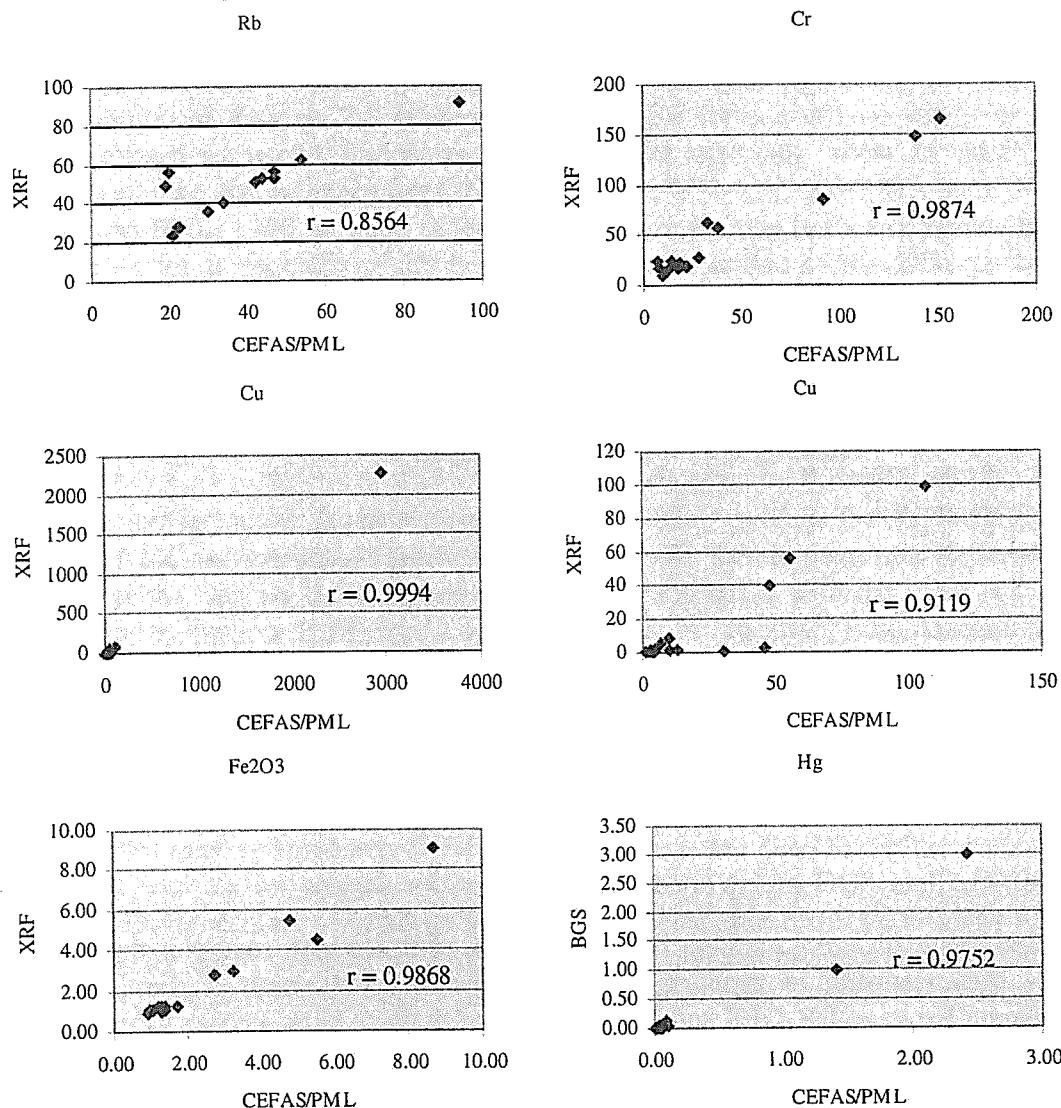 Rb
100
80
60
40
20
0
XRF
r = 0.8564
0 20 40 60 80 100
CEFAS/PML
Cr
200
150
100
50
0
XRF
r = 0.9874
0 50 100 150 200
CEFAS/PML
Cu
2500
2000
1500
1000
500
0
XRF
r = 0.9994
0 1000 2000 3000 4000
CEFAS/PML
Cu
120
100
80
60
40
20
0
XRF
r = 0.9119
0 50 100 150
CEFAS/PML
Fe2O3
10.00
8.00
6.00
4.00
2.00
0.00
XRF
r = 0.9868
0.00 2.00 4.00 6.00 8.00 10.00
CEFAS/PML
Hg
3.50
3.00
2.50
2.00
1.50
1.00
0.50
0.00
BGS
r = 0.9752
0.00 1.00 2.00 3.00
CEFAS/PML